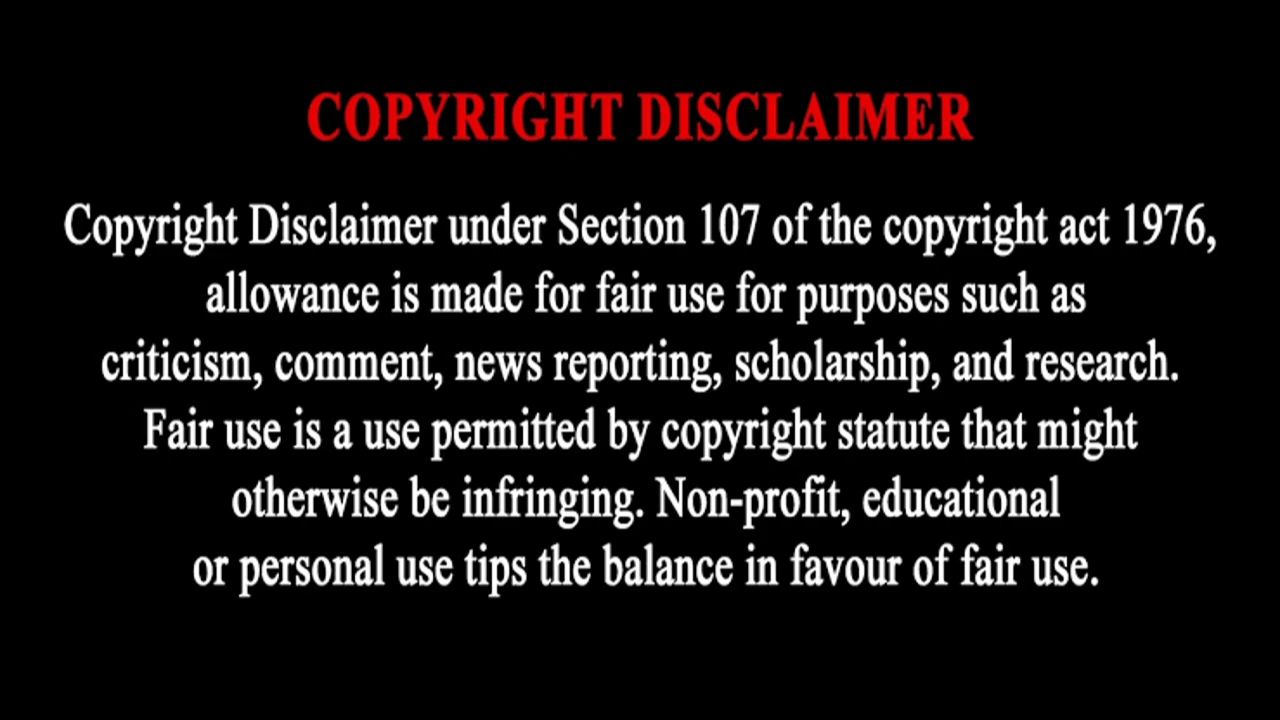 COPYRIGHT DISCLAIMER
Copyright Disclaimer under Section 107 of the copyright act 1976,
allowance is made for fair use for purposes such as
criticism, comment, news reporting, scholarship, and research.
Fair use is a use permitted by copyright statute that might
otherwise be infringing. Non-profit, educational
or personal use tips the balance in favour of fair use.